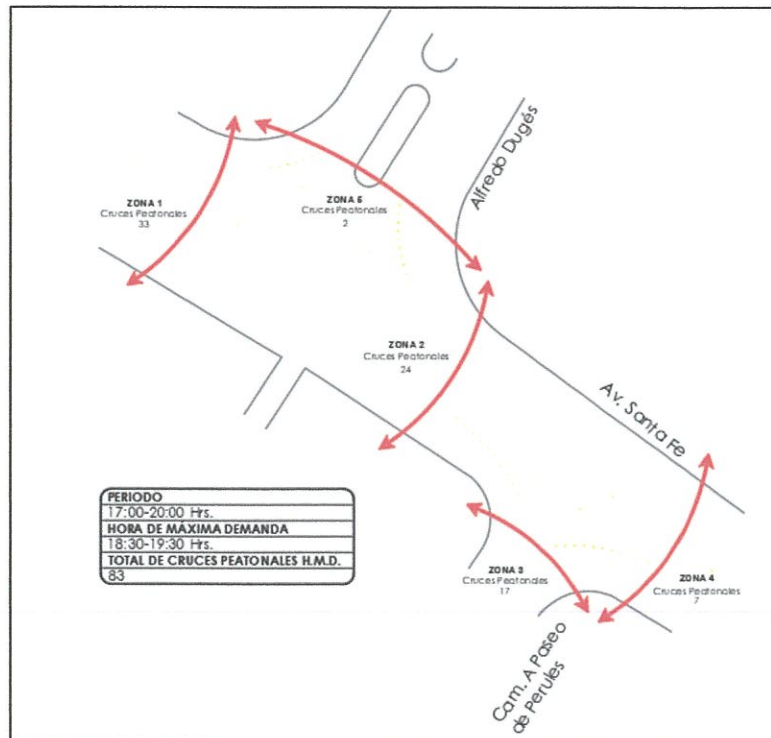 Alfredo Dugés
ZONA 1
Cruces Peatonales
33
ZONA 5
Cruces Peatonales
2
ZONA 2
Cruces Peatonales
24
Av. Santa Fe
PERIODO
17:00-20:00 Hrs.
HORA DE MÁXIMA DEMANDA
18:30-19:30 Hrs.
TOTAL DE CRUCES PEATONALES H.M.D.
83
ZONA 3
Cruces Peatonales
17
ZONA 4
Cruces Peatonales
7
Cam. A Paseo
de Perules